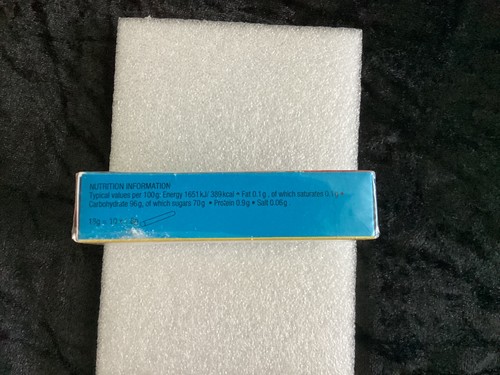 NUTRITION INFORMATION
Typical values per 100g: Energy 1651kJ/ 389kcal • Fat 0.1g, of which saturates 0.1g •
Carbohydrate 96g, of which sugars 70g • Protein 0.9g • Salt 0.06g